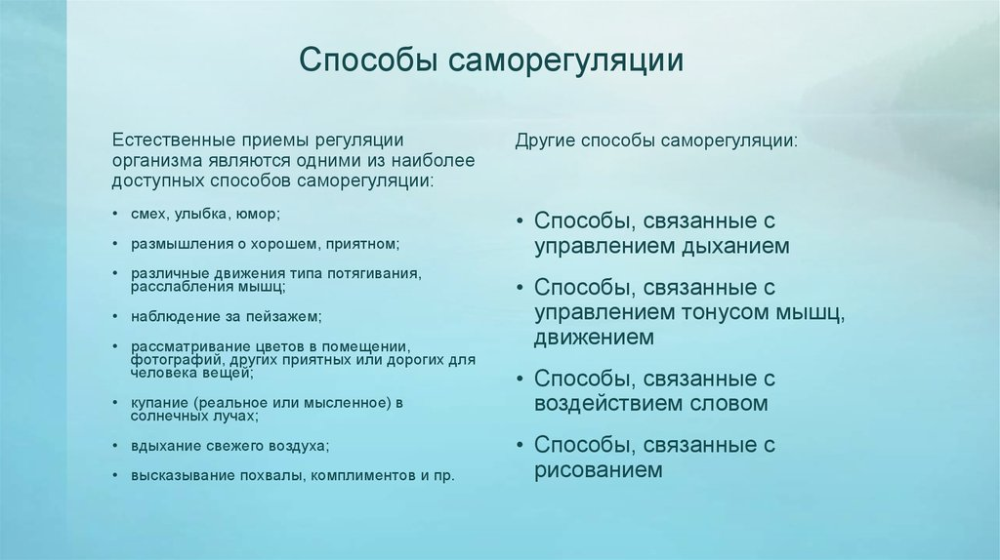 Способы саморегуляции
Естественные приемы регуляции
организма являются одними из наиболее
доступных способов саморегуляции:
• смех, улыбка, юмор;
• размышления о хорошем, приятном;
• различные движения типа потягивания,
расслабления мышц;
• наблюдение за пейзажем;
• рассматривание цветов в помещении,
фотографий, других приятных или дорогих для
человека вещей;
• купание (реальное или мысленное) в
солнечных лучах;
• вдыхание свежего воздуха;
• высказывание похвалы, комплиментов и пр.
Другие способы саморегуляции:
• Способы, связанные с
управлением дыханием
• Способы, связанные с
управлением тонусом мышц,
движением
• Способы, связанные с
воздействием словом
• Способы, связанные с
рисованием